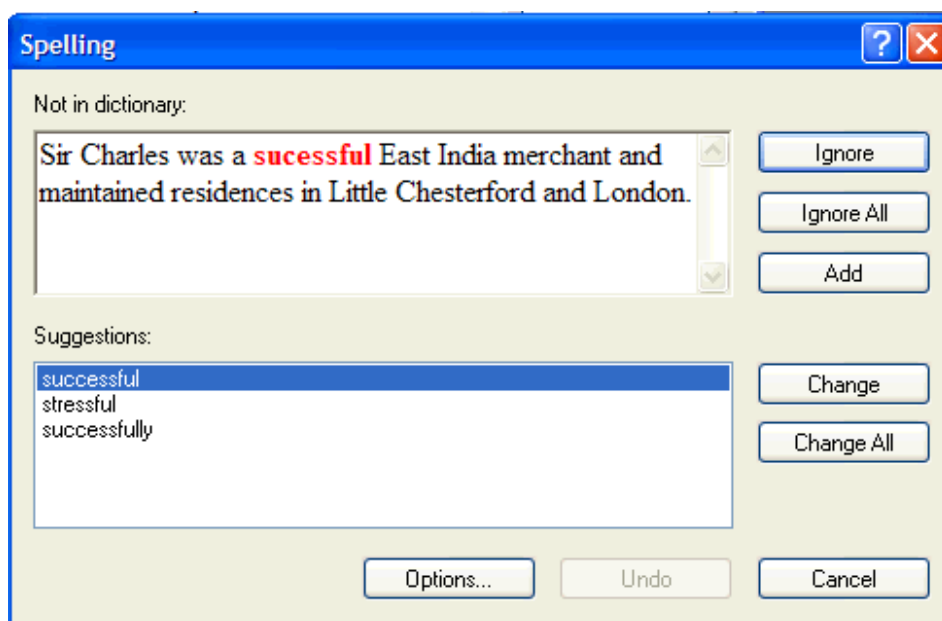 Spelling
Not in dictionary:
Sir Charles was a sucessful East India merchant and
maintained residences in Little Chesterford and London.
Ignore
Ignore All
Add
Suggestions:
successful
stressful
successfully
Change
Change All
Options...
Undo
Cancel